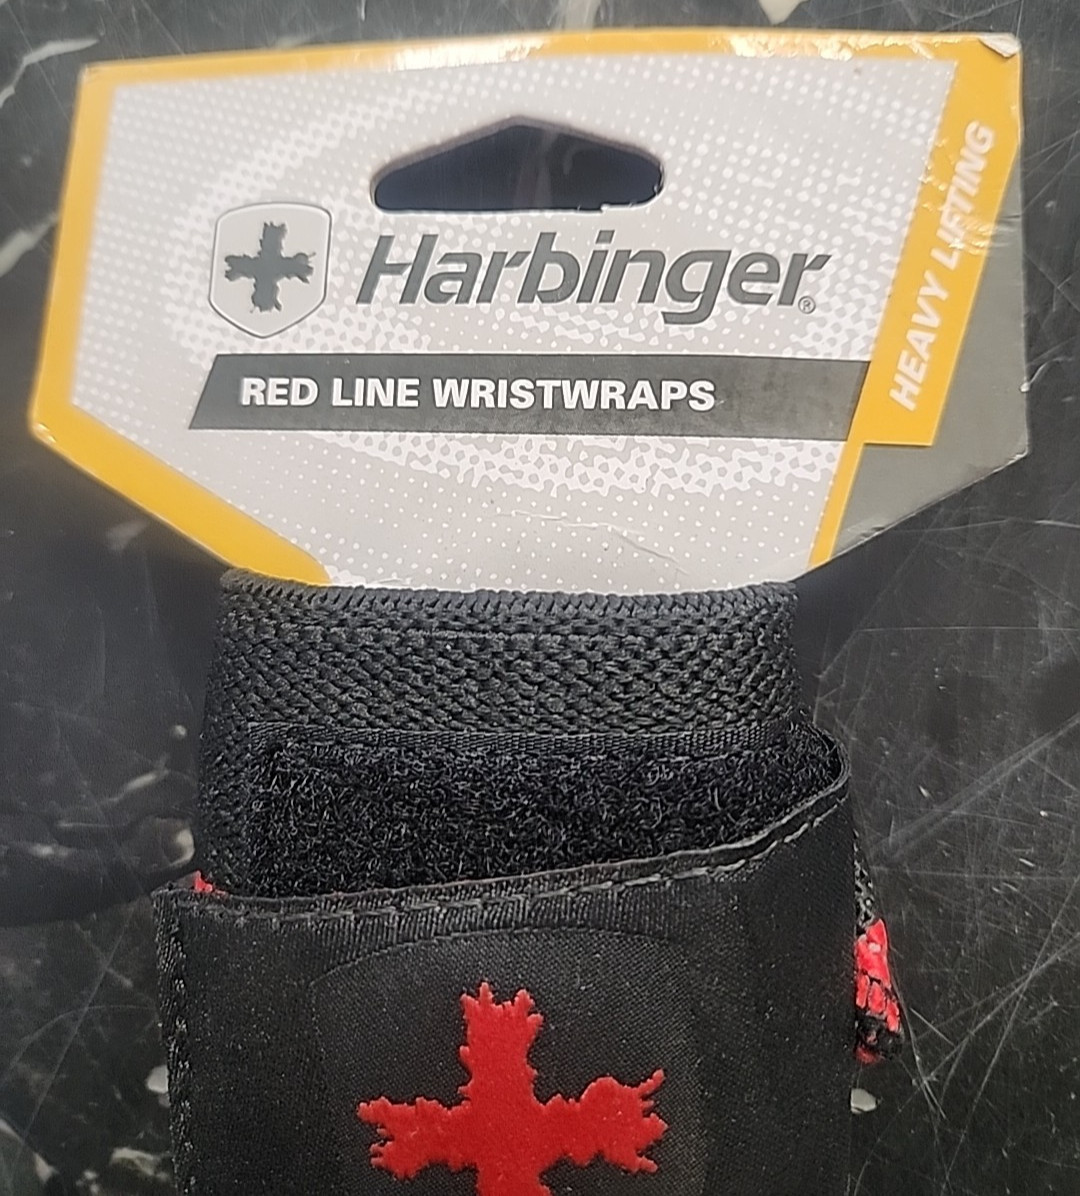 Harbinger®
RED LINE WRISTWRAPS
HEAVY LIFTING